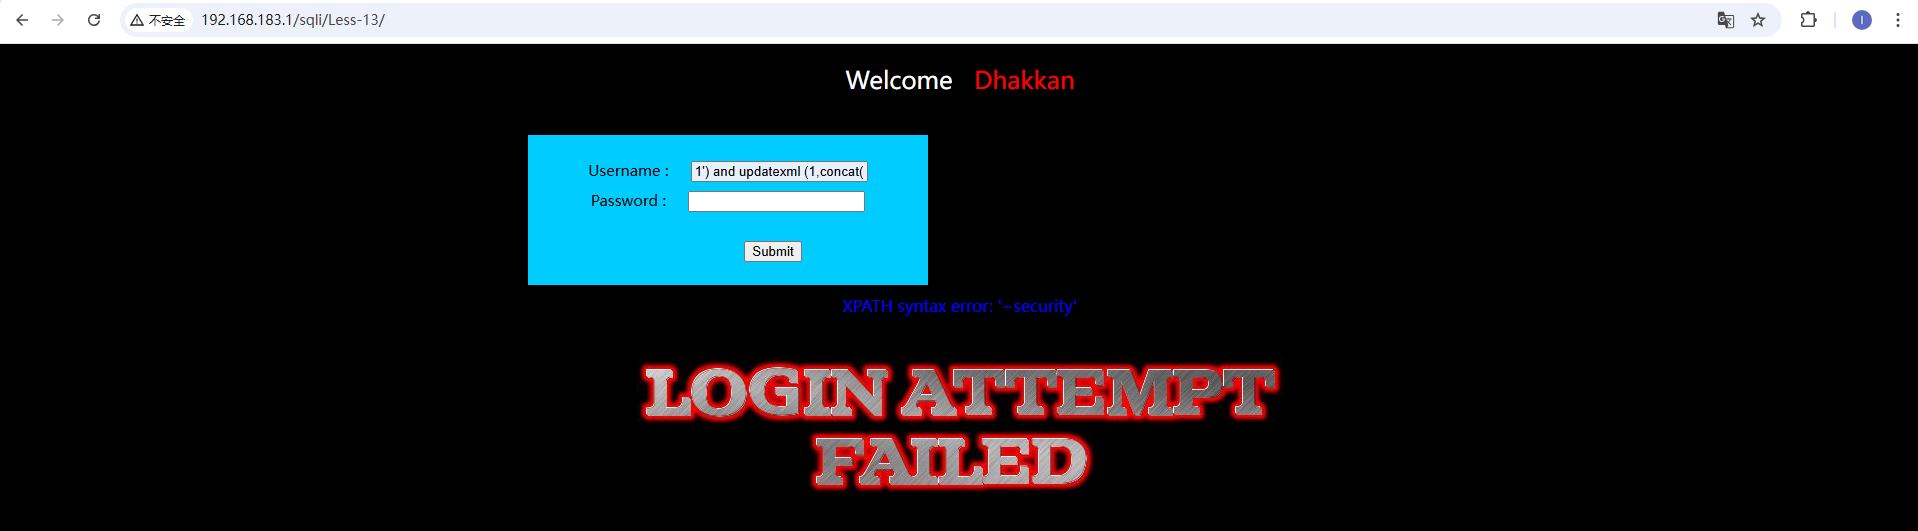 不安全 192.168.183.1/sqli/Less-13/
I
Welcome Dhakkan
Username : 1') and updatexml (1,concat(
Password :
Submit
XPATH syntax error: '~security'
LOGIN ATTEMPT
FAILED